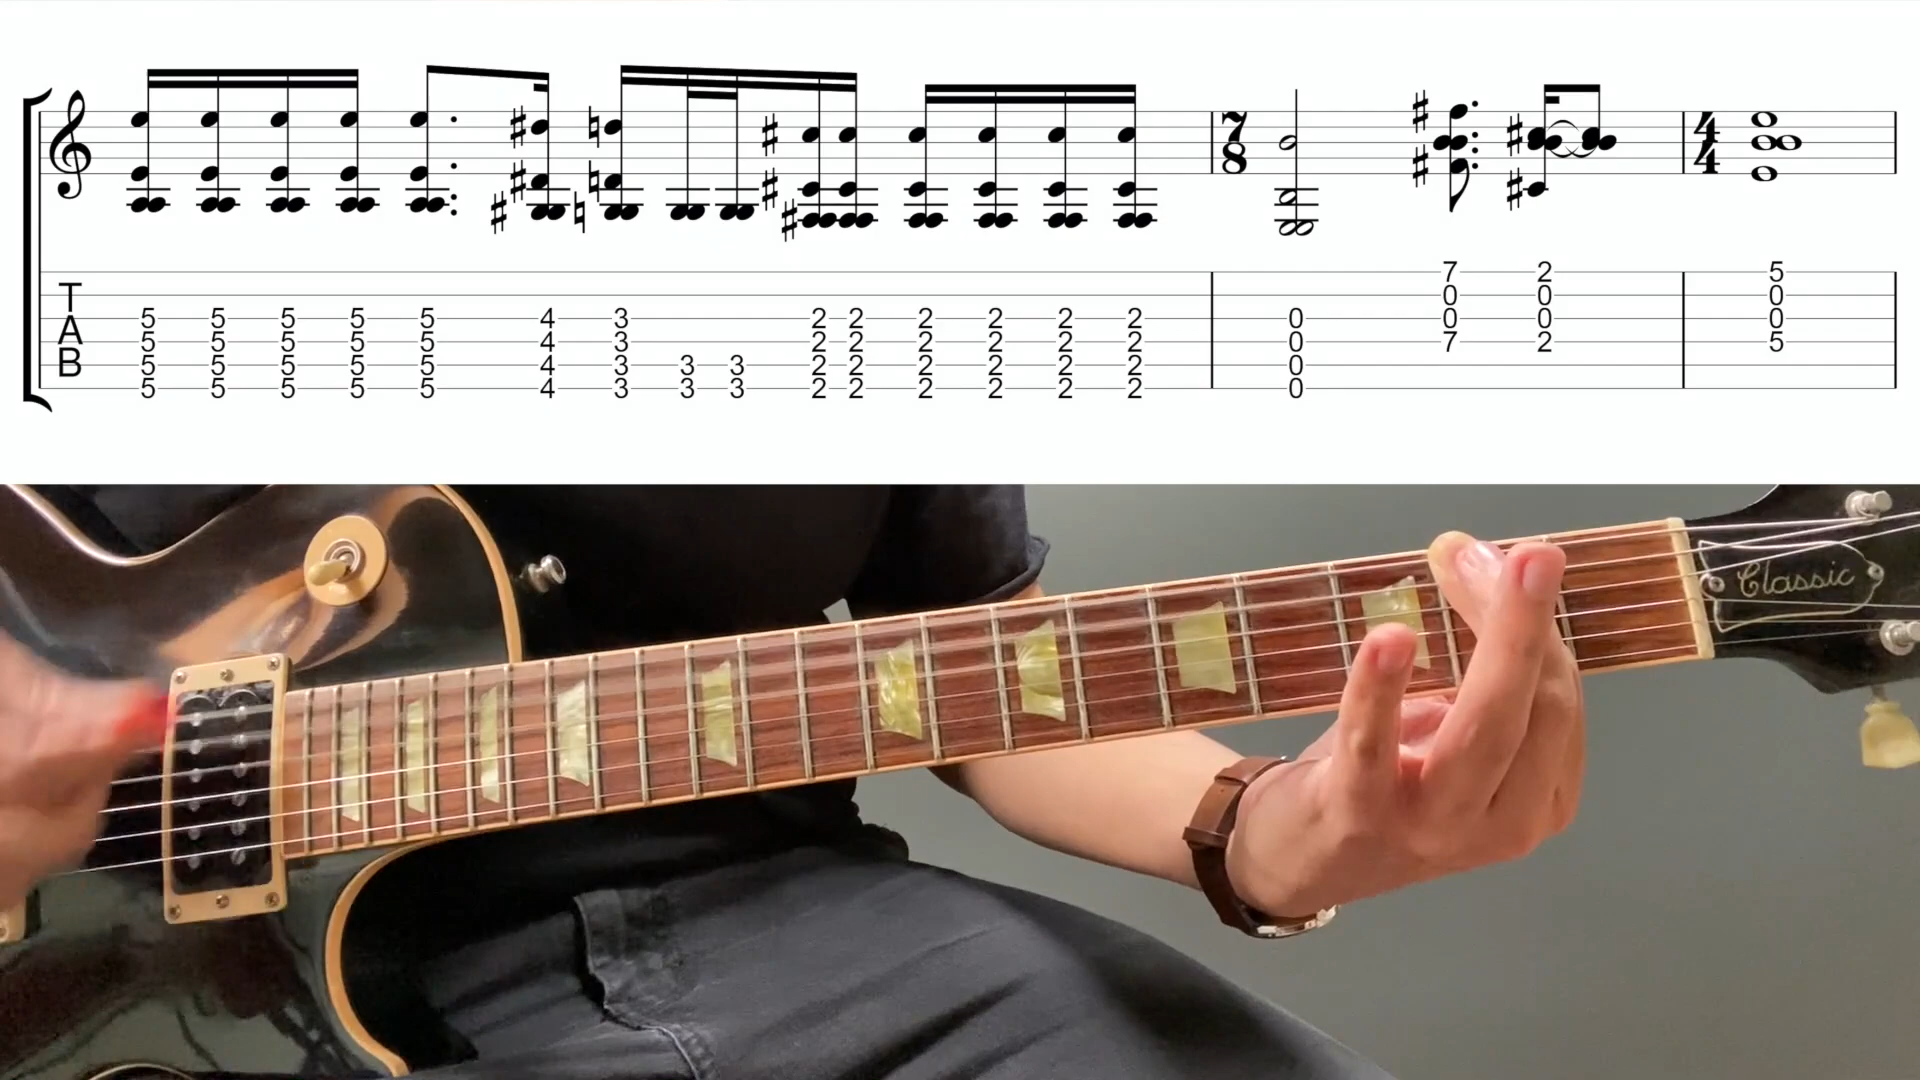 7 4
8 4
7 2 5
T 0 0 0
5 5 5 5 5 4 3 2 2 2 2 2 2 0 0 0 0
A 5 5 5 5 5 4 3 2 2 2 2 2 2 0 7 2 5
B 5 5 5 5 5 4 3 3 3 2 2 2 2 2 2 0
5 5 5 5 5 4 3 3 3 2 2 2 2 2 2 0
Classic